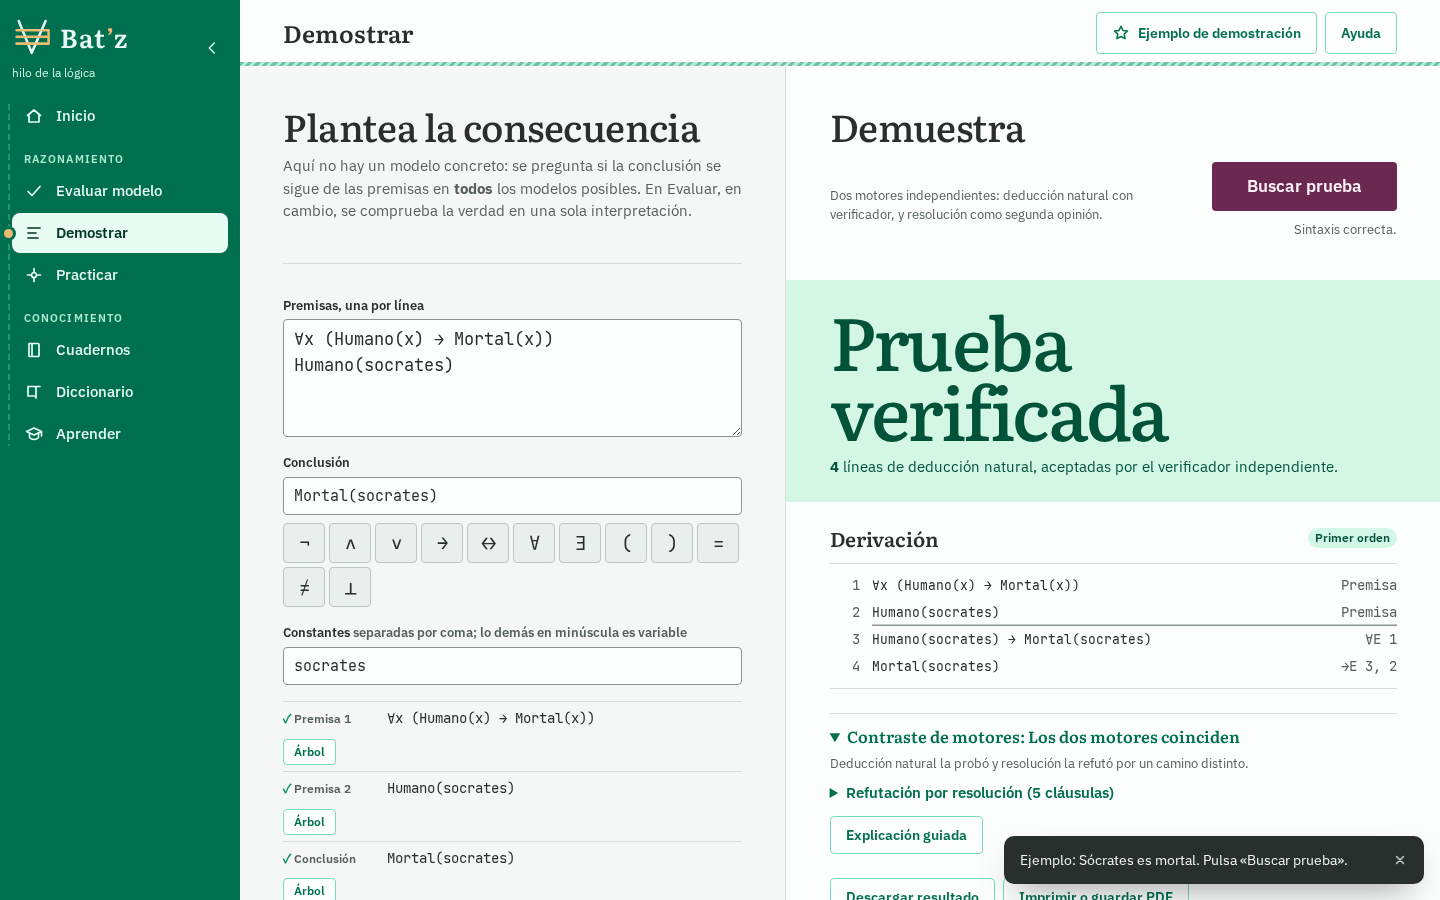 Bat’z
hilo de la lógica
Inicio
RAZONAMIENTO
Evaluar modelo
Demostrar
Practicar
CONOCIMIENTO
Cuadernos
Diccionario
Aprender
Demostrar
Ejemplo de demostración
Ayuda
Plantea la consecuencia
Aquí no hay un modelo concreto: se pregunta si la conclusión se
sigue de las premisas en todos los modelos posibles. En Evaluar, en
cambio, se comprueba la verdad en una sola interpretación.
Premisas, una por línea
∀x (Humano(x) → Mortal(x))
Humano(socrates)
Conclusión
Mortal(socrates)
¬ ∧ ∨ → ↔ ∀ ∃ ( ) =
≠ ⊥
Constantes separadas por coma; lo demás en minúscula es variable
socrates
✓ Premisa 1 ∀x (Humano(x) → Mortal(x))
Árbol
✓ Premisa 2 Humano(socrates)
Árbol
✓ Conclusión Mortal(socrates)
Árbol
Demuestra
Dos motores independientes: deducción natural con
verificador, y resolución como segunda opinión.
Buscar prueba
Sintaxis correcta.
Prueba
verificada
4 líneas de deducción natural, aceptadas por el verificador independiente.
Derivación
Primer orden
1 ∀x (Humano(x) → Mortal(x)) Premisa
2 Humano(socrates) Premisa
3 Humano(socrates) → Mortal(socrates) ∀E 1
4 Mortal(socrates) →E 3, 2
▼ Contraste de motores: Los dos motores coinciden
Deducción natural la probó y resolución la refutó por un camino distinto.
▶ Refutación por resolución (5 cláusulas)
Explicación guiada
Descargar resultado
Imprimir o guardar PDF
Ejemplo: Sócrates es mortal. Pulsa «Buscar prueba». ×